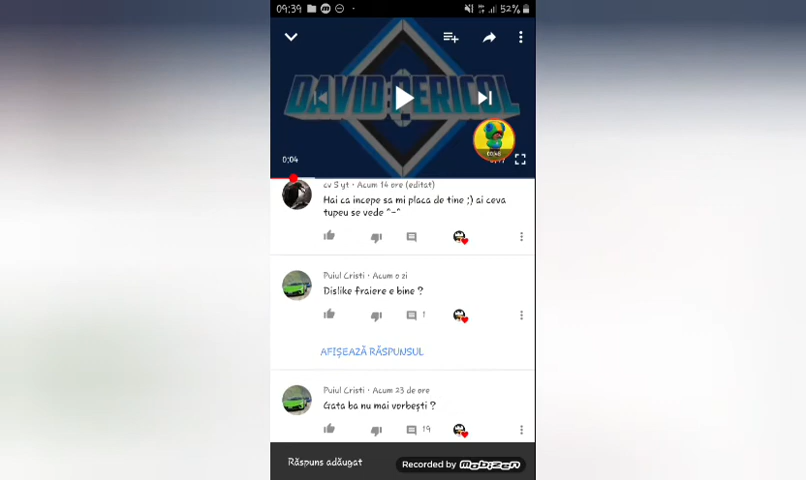 09:39
52%
DAVID PERICOL
0:04
cv S yt • Acum 14 ore (editat)
Hai ca incepe sa mi placa de tine ;) ai ceva
tupeu se vede ^-^
Puiul Cristi • Acum o zi
Dislike fraiere e bine ?
1
AFIȘEAZĂ RĂSPUNSUL
Puiul Cristi • Acum 23 de ore
Gata ba nu mai vorbești ?
19
Răspuns adăugat
Recorded by mobizen